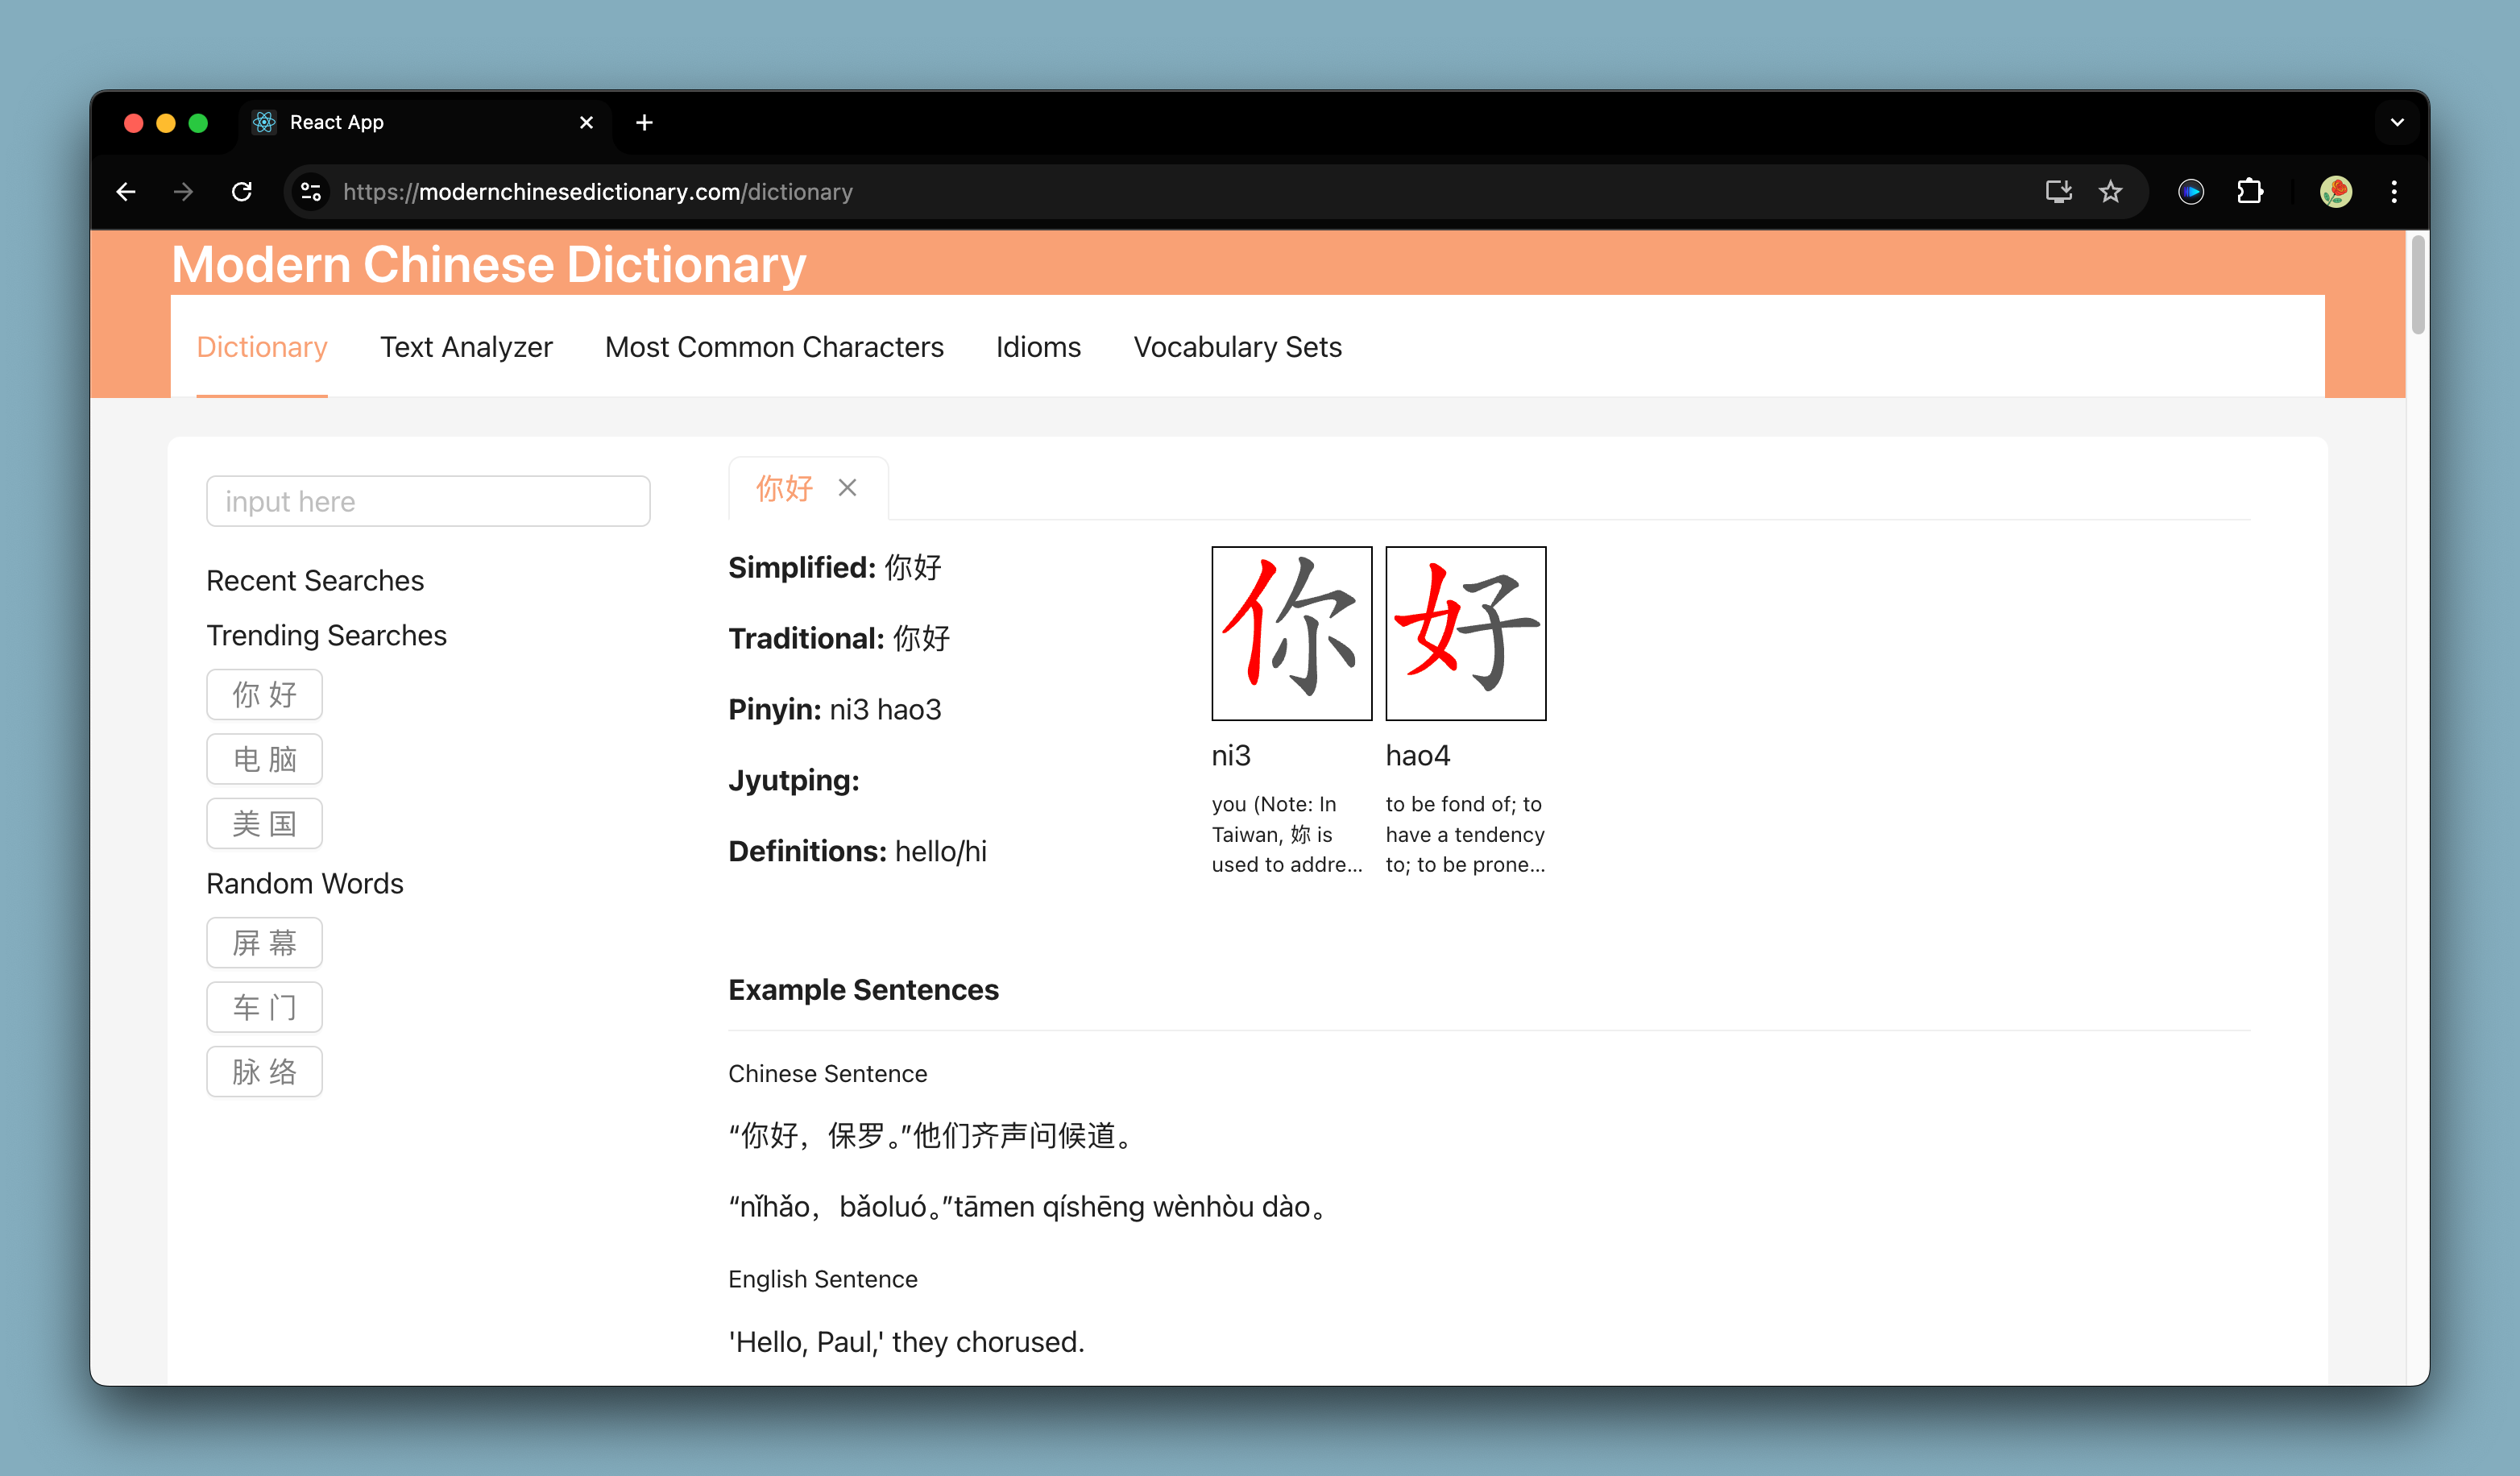 React App
https://modernchinesedictionary.com/dictionary
Modern Chinese Dictionary
Dictionary Text Analyzer Most Common Characters Idioms Vocabulary Sets
input here
Recent Searches
Trending Searches
你好
电脑
美国
Random Words
屏幕
车门
脉络
你好
Simplified: 你好
Traditional: 你好
Pinyin: ni3 hao3
Jyutping:
Definitions: hello/hi
你 好
ni3
you (Note: In
Taiwan, 妳 is
used to addre...
hao4
to be fond of; to
have a tendency
to; to be prone...
Example Sentences
Chinese Sentence
“你好，保罗。”他们齐声问候道。
“nǐhǎo，bǎoluó。”tāmen qíshēng wènhòu dào。
English Sentence
'Hello, Paul,' they chorused.